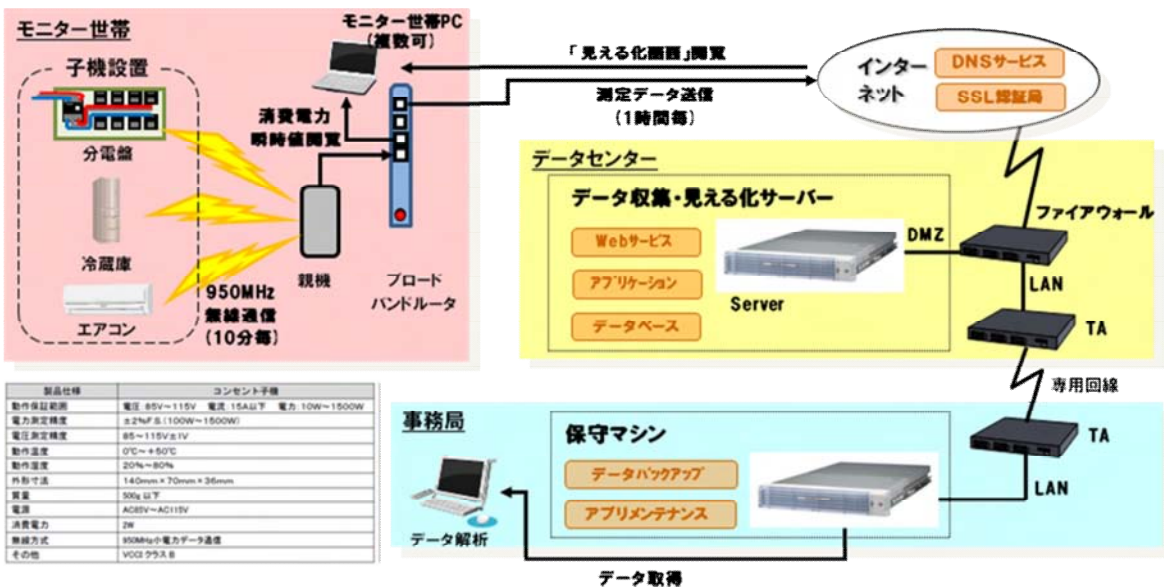 モニター世帯
モニター世帯PC
(複数可)
子機設置
分電盤
冷蔵庫
エアコン
消費電力
瞬時値閲覧
950MHz
無線通信
(10分毎)
親機
ブロード
バンドルータ
「見える化画面」閲覧
測定データ送信
(1時間毎)
インター
ネット
DNSサービス
SSL認証局
データセンター
データ収集・見える化サーバー
Webサービス
アプリケーション
データベース
Server
DMZ
ファイアウォール
LAN
TA
専用回線
製品仕様 コンセント子機
動作保証範囲 電圧:85V~115V 電流:15A以下 電力:10W~1500W
電力測定精度 ±2%F.S.(100W~1500W)
電圧測定精度 85~115V±1V
動作温度 0℃~+50℃
動作湿度 20%~80%
外形寸法 140mm×70mm×36mm
質量 500g以下
電源 AC85V~AC115V
消費電力 2W
無線方式 950MHz小電力データ通信
その他 VCCI クラス B
事務局
保守マシン
データバックアップ
アプリメンテナンス
データ解析
TA
LAN
データ取得